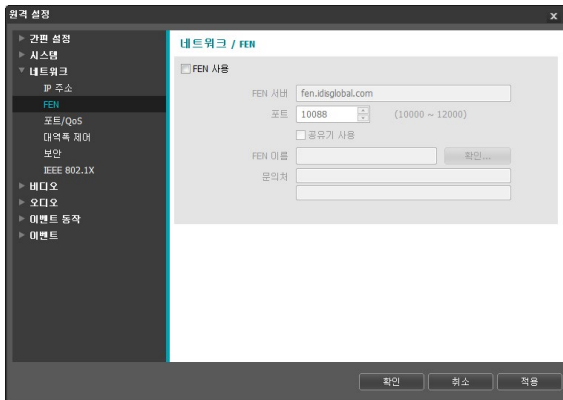 원격 설정 x
간편 설정
시스템
네트워크
IP 주소
FEN
포트/QoS
대역폭 제어
보안
IEEE 802.1X
비디오
오디오
이벤트 동작
이벤트
네트워크 / FEN
FEN 사용
FEN 서버 fen.idisglobal.com
포트 10088 (10000 ~ 12000)
공유기 사용
FEN 이름 확인...
문의처
확인 취소 적용